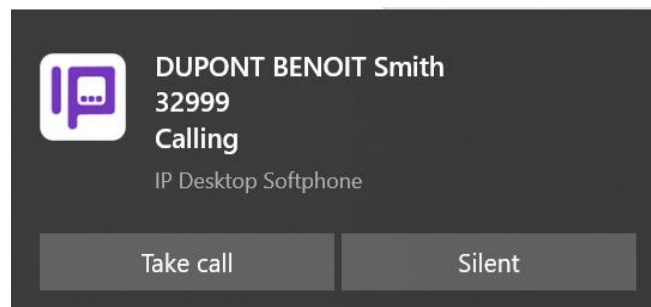 DUPONT BENOIT Smith
32999
Calling
IP Desktop Softphone
Take call
Silent